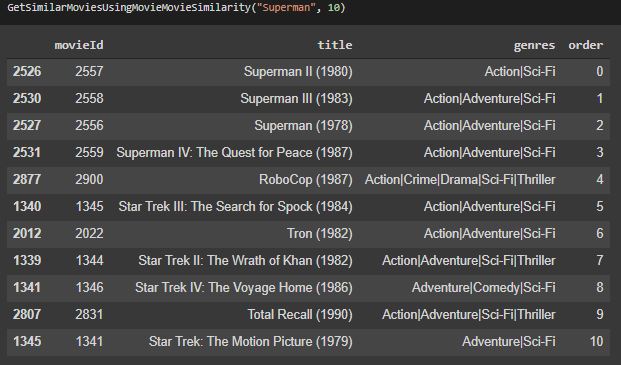 GetSimilarMoviesUsingMovieMovieSimilarity("Superman", 10)
movieId title genres order
2526 2557 Superman II (1980) Action|Sci-Fi 0
2530 2558 Superman III (1983) Action|Adventure|Sci-Fi 1
2527 2556 Superman (1978) Action|Adventure|Sci-Fi 2
2531 2559 Superman IV: The Quest for Peace (1987) Action|Adventure|Sci-Fi 3
2877 2900 RoboCop (1987) Action|Crime|Drama|Sci-Fi|Thriller 4
1340 1345 Star Trek III: The Search for Spock (1984) Action|Adventure|Sci-Fi 5
2012 2022 Tron (1982) Action|Adventure|Sci-Fi 6
1339 1344 Star Trek II: The Wrath of Khan (1982) Action|Adventure|Sci-Fi|Thriller 7
1341 1346 Star Trek IV: The Voyage Home (1986) Adventure|Comedy|Sci-Fi 8
2807 2831 Total Recall (1990) Action|Adventure|Sci-Fi|Thriller 9
1345 1341 Star Trek: The Motion Picture (1979) Adventure|Sci-Fi 10